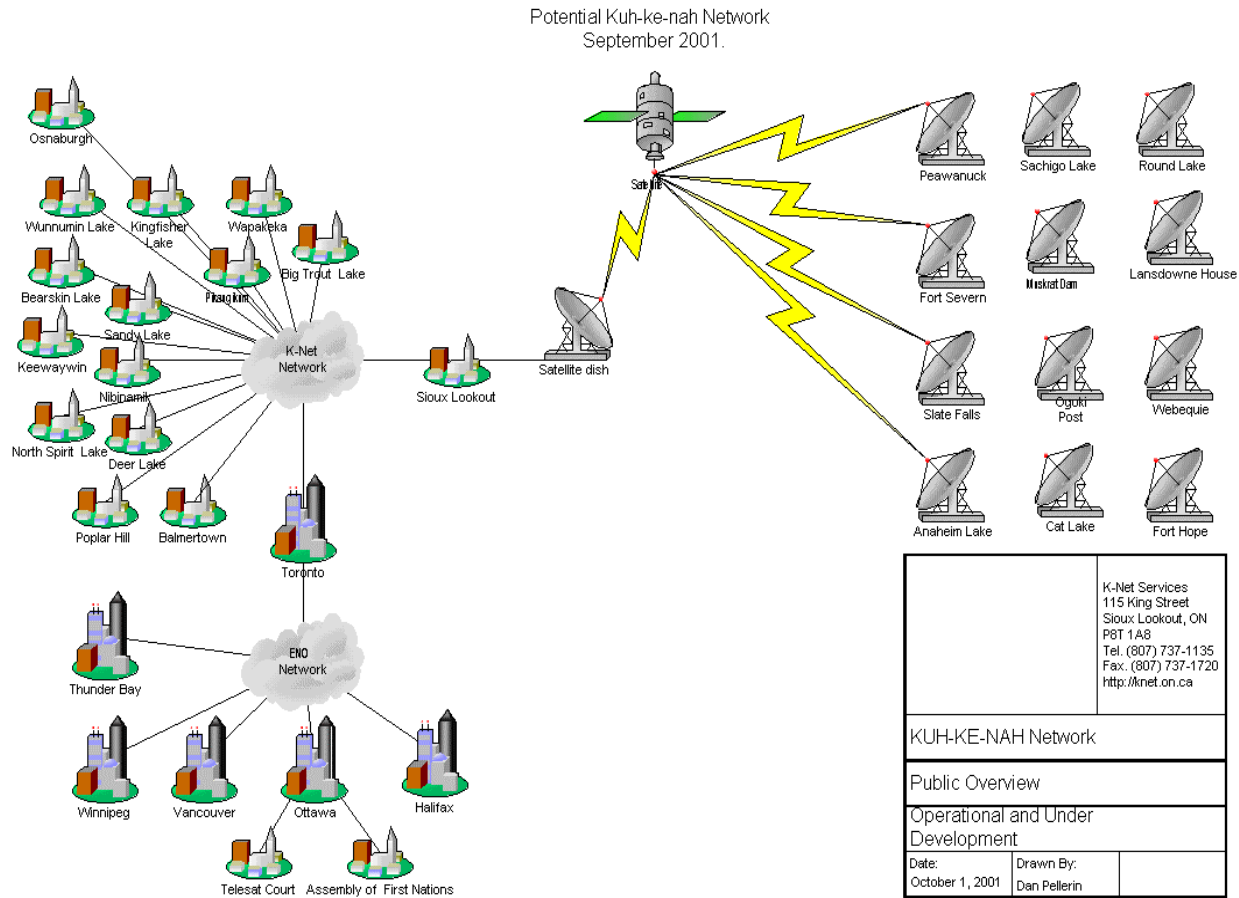 Potential Kuh-ke-nah Network
September 2001.
Osnaburgh
Wunnumin Lake
Kingfisher
Lake
Wapakeka
Big Trout Lake
Pikangikum
Bearskin Lake
Sandy Lake
Keewaywin
Nibinamik
North Spirit Lake
Deer Lake
Poplar Hill
Balmertown
K-Net
Network
Sioux Lookout
Satellite dish
Satellite
Peawanuck
Sachigo Lake
Round Lake
Fort Severn
Muskrat Dam
Lansdowne House
Slate Falls
Oguki
Post
Webequie
Anaheim Lake
Cat Lake
Fort Hope
Toronto
ENO
Network
Thunder Bay
Winnipeg
Vancouver
Ottawa
Halifax
Telesat Court
Assembly of First Nations
K-Net Services
115 King Street
Sioux Lookout, ON
P8T 1A8
Tel. (807) 737-1135
Fax. (807) 737-1720
http://knet.on.ca
KUH-KE-NAH Network
Public Overview
Operational and Under
Development
Date:
October 1, 2001
Drawn By:
Dan Pellerin